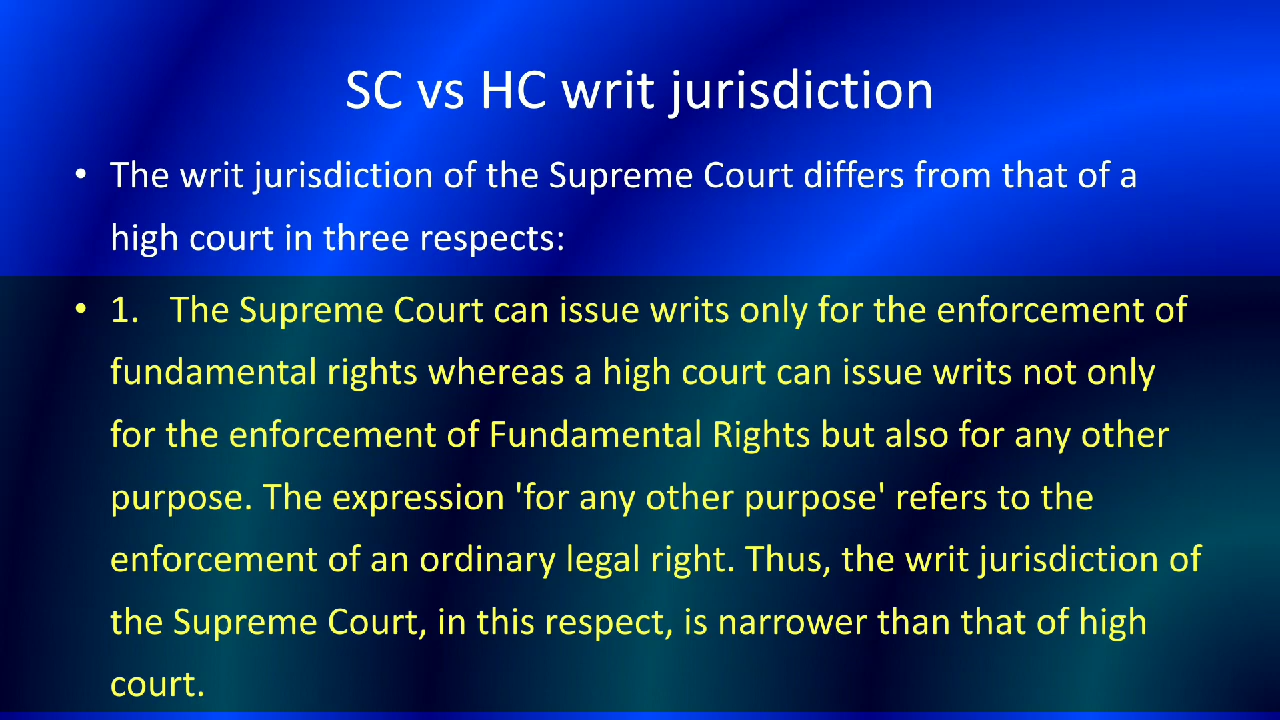 SC vs HC writ jurisdiction
• The writ jurisdiction of the Supreme Court differs from that of a
high court in three respects:
• 1. The Supreme Court can issue writs only for the enforcement of
fundamental rights whereas a high court can issue writs not only
for the enforcement of Fundamental Rights but also for any other
purpose. The expression 'for any other purpose' refers to the
enforcement of an ordinary legal right. Thus, the writ jurisdiction of
the Supreme Court, in this respect, is narrower than that of high
court.